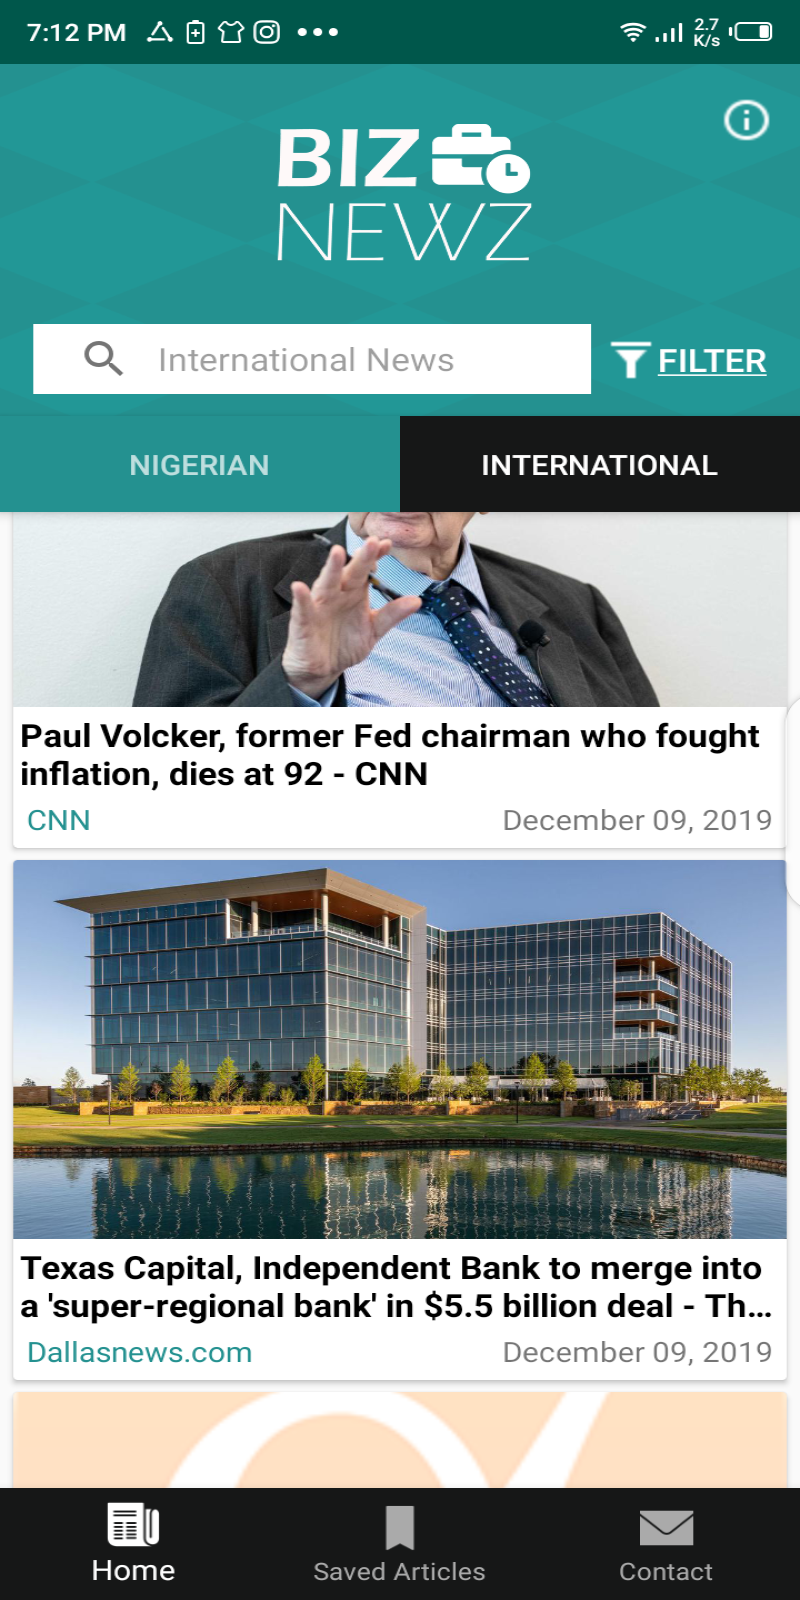 7:12 PM
2.7
K/s
BIZ
NEWZ
International News
FILTER
NIGERIAN
INTERNATIONAL
Paul Volcker, former Fed chairman who fought
inflation, dies at 92 - CNN
CNN
December 09, 2019
Texas Capital, Independent Bank to merge into
a 'super-regional bank' in $5.5 billion deal - Th...
Dallasnews.com
December 09, 2019
Home
Saved Articles
Contact